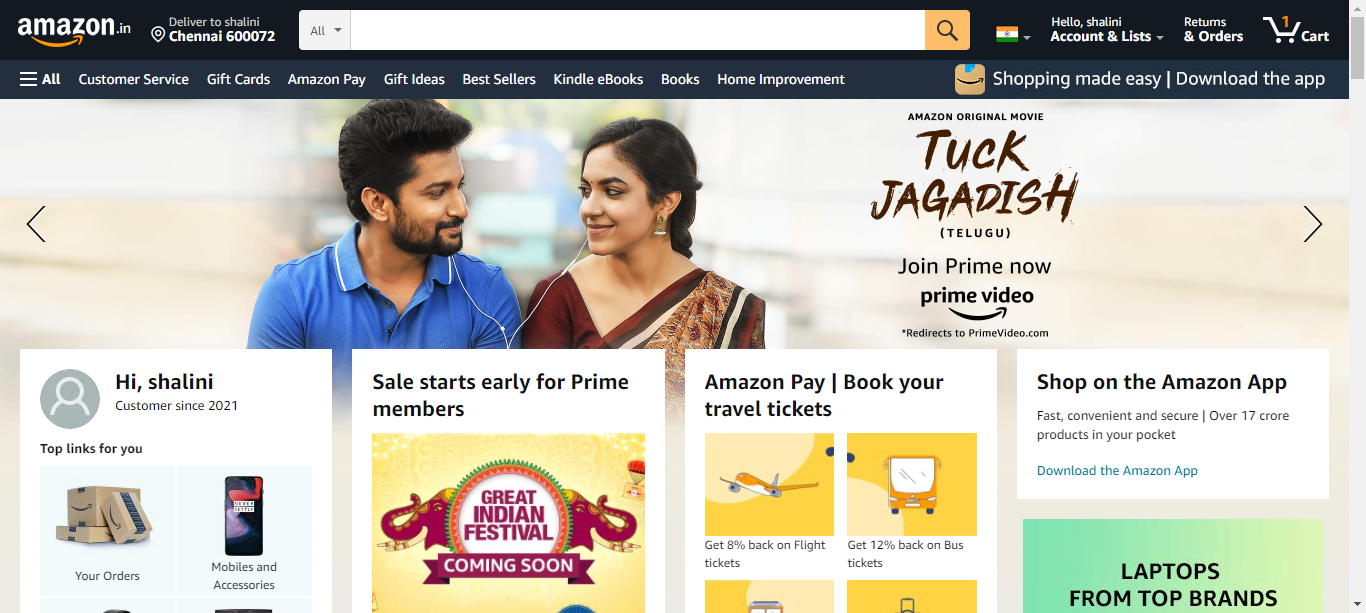 amazon.in
Deliver to shalini
Chennai 600072
All
Hello, shalini
Account & Lists
Returns
& Orders
1
Cart
All
Customer Service
Gift Cards
Amazon Pay
Gift Ideas
Best Sellers
Kindle eBooks
Books
Home Improvement
Shopping made easy | Download the app
AMAZON ORIGINAL MOVIE
TUCK
JAGADISH
(TELUGU)
Join Prime now
prime video
*Redirects to PrimeVideo.com
Hi, shalini
Customer since 2021
Top links for you
Your Orders
NEVER
SETTLE
Mobiles and
Accessories
Sale starts early for Prime
members
GREAT
INDIAN
FESTIVAL
COMING SOON
Amazon Pay | Book your
travel tickets
Get 8% back on Flight
tickets
Get 12% back on Bus
tickets
Shop on the Amazon App
Fast, convenient and secure | Over 17 crore
products in your pocket
Download the Amazon App
LAPTOPS
FROM TOP BRANDS